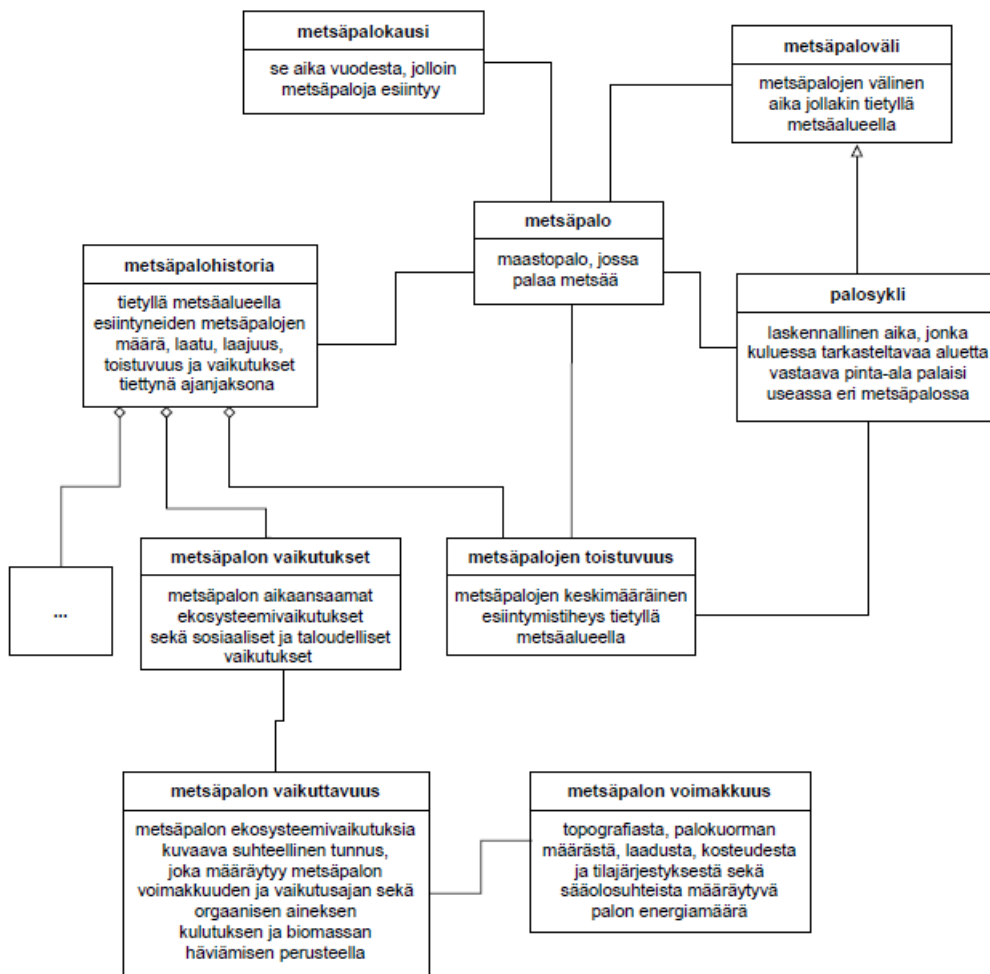 metsäpalokausi
se aika vuodesta, jolloin
metsäpaloja esiintyy
metsäpaloväli
metsäpalojen välinen
aika jollakin tietyllä
metsäalueella
metsäpalo
maastopalo, jossa
palaa metsää
metsäpalohistoria
tietyllä metsäalueella
esiintyneiden metsäpalojen
määrä, laatu, laajuus,
toistuvuus ja vaikutukset
tiettynä ajanjaksona
palosykli
laskennallinen aika, jonka
kuluessa tarkasteltavaa aluetta
vastaava pinta-ala palaisi
useassa eri metsäpalossa
...
metsäpalon vaikutukset
metsäpalon aikaansaamat
ekosysteemivaikutukset
sekä sosiaaliset ja taloudelliset
vaikutukset
metsäpalojen toistuvuus
metsäpalojen keskimääräinen
esiintymistiheys tietyllä
metsäalueella
metsäpalon vaikuttavuus
metsäpalon ekosysteemivaikutuksia
kuvaava suhteellinen tunnus,
joka määräytyy metsäpalon
voimakkuuden ja vaikutusajan sekä
orgaanisen aineksen
kulutuksen ja biomassan
häviämisen perusteella
metsäpalon voimakkuus
topografiasta, palokuorman
määrästä, laadusta, kosteudesta
ja tilajärjestyksestä sekä
sääolosuhteista määräytyvä
palon energiamäärä